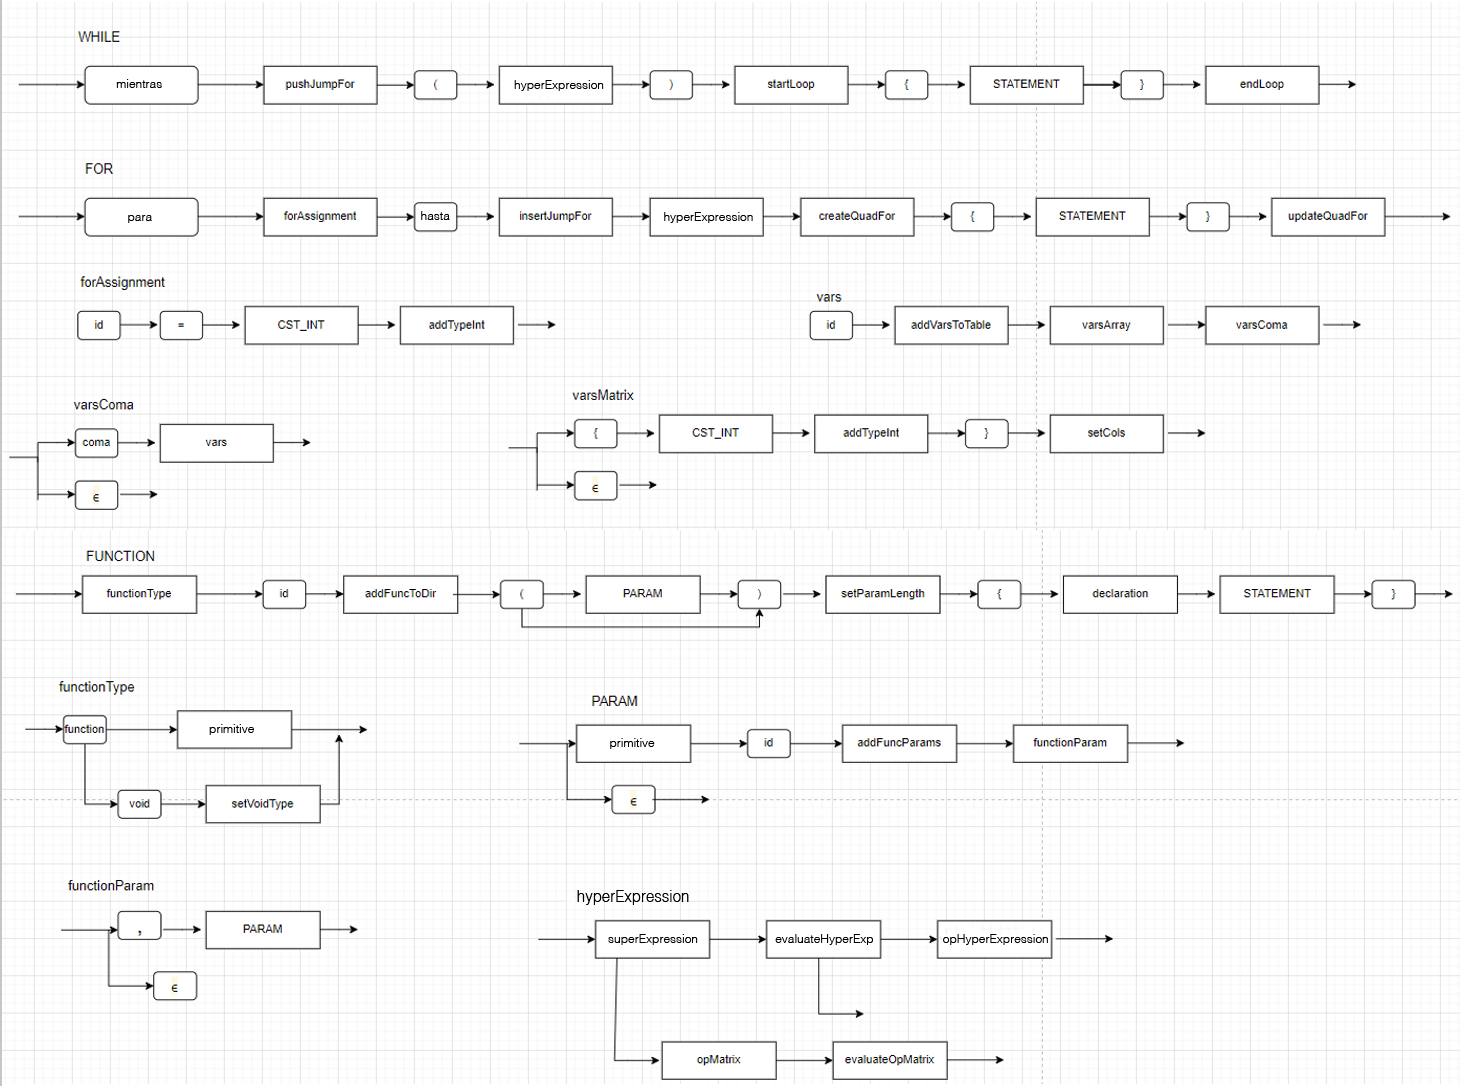 WHILE
mientras pushJumpFor ( hyperExpression ) startLoop { STATEMENT } endLoop
FOR
para forAssignment hasta insertJumpFor hyperExpression createQuadFor { STATEMENT } updateQuadFor
forAssignment
id = CST_INT addTypeInt
vars
id addVarsToTable varsArray varsComa
varsComa
coma vars
ϵ
varsMatrix
{ CST_INT addTypeInt } setCols
ϵ
FUNCTION
functionType id addFuncToDir ( PARAM ) setParamLength { declaration STATEMENT }
functionType
function primitive
void setVoidType
PARAM
primitive id addFuncParams functionParam
ϵ
functionParam
, PARAM
ϵ
hyperExpression
superExpression evaluateHyperExp opHyperExpression
opMatrix evaluateOpMatrix